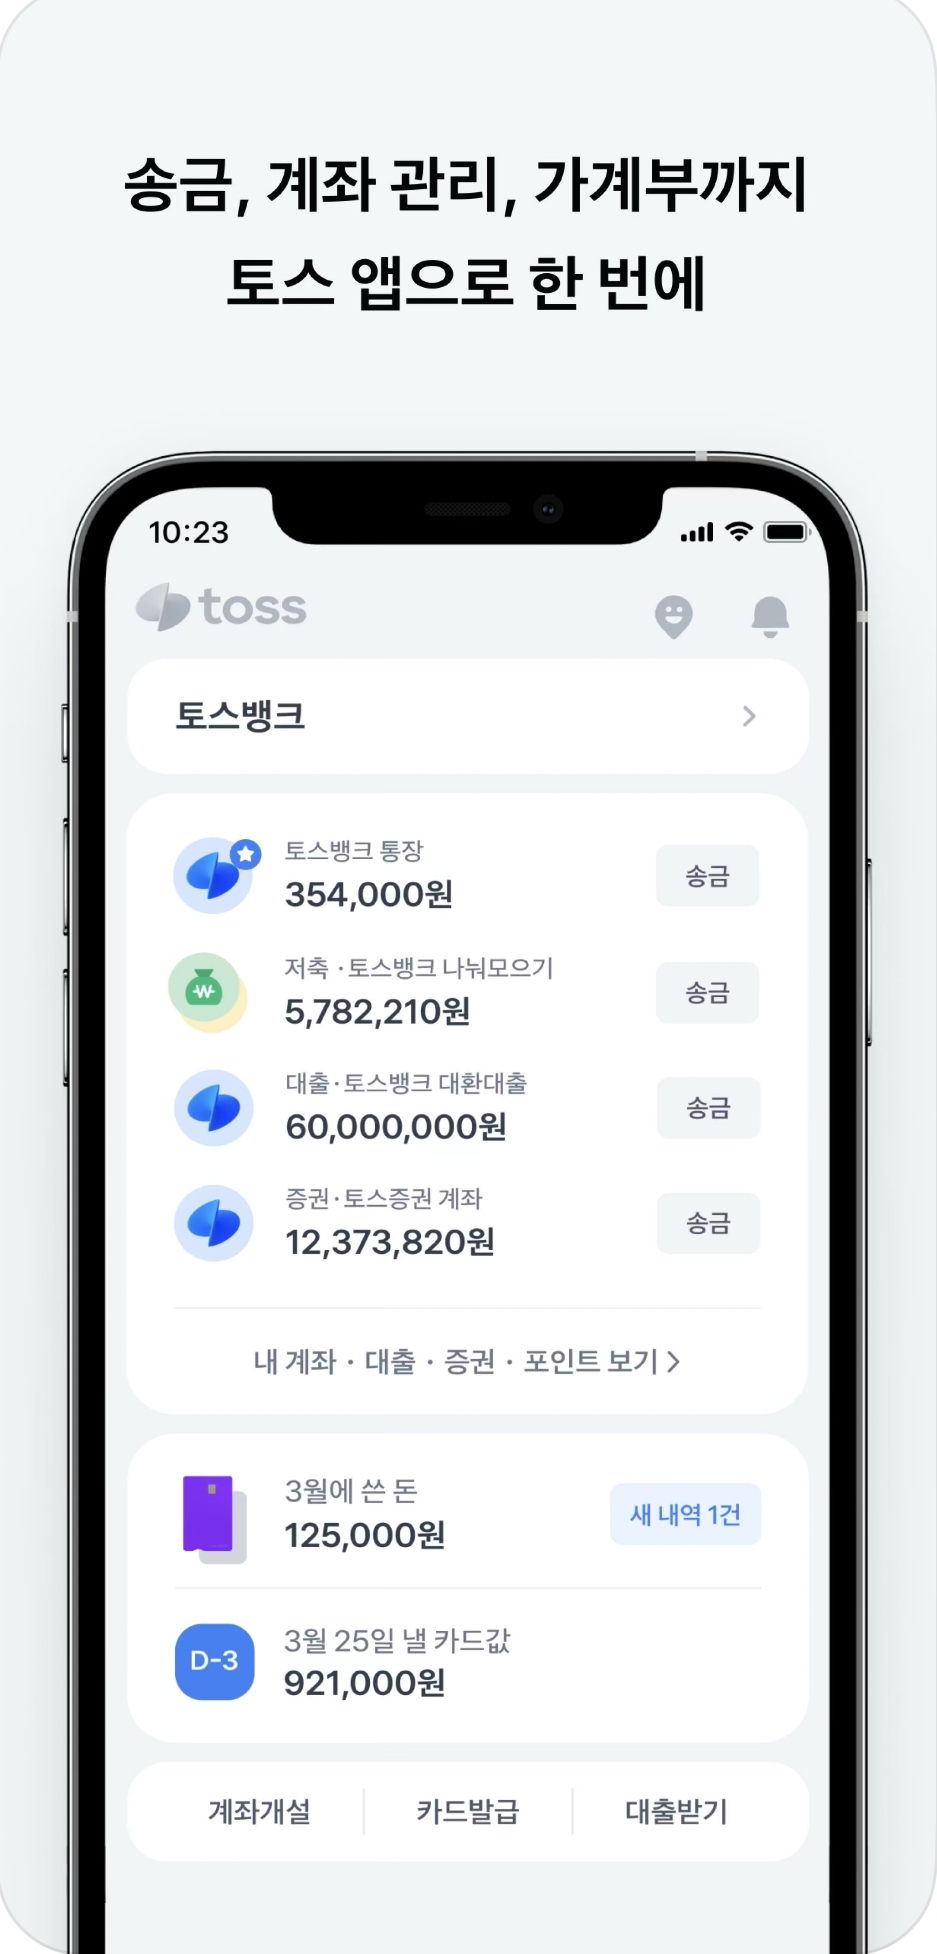 송금, 계좌 관리, 가계부까지
토스 앱으로 한 번에
10:23
toss
토스뱅크
토스뱅크 통장
354,000원
송금
저축 · 토스뱅크 나눠모으기
5,782,210원
송금
대출 · 토스뱅크 대환대출
60,000,000원
송금
증권 · 토스증권 계좌
12,373,820원
송금
내 계좌 · 대출 · 증권 · 포인트 보기 >
3월에 쓴 돈
125,000원
새 내역 1건
D-3
3월 25일 낼 카드값
921,000원
계좌개설
카드발급
대출받기